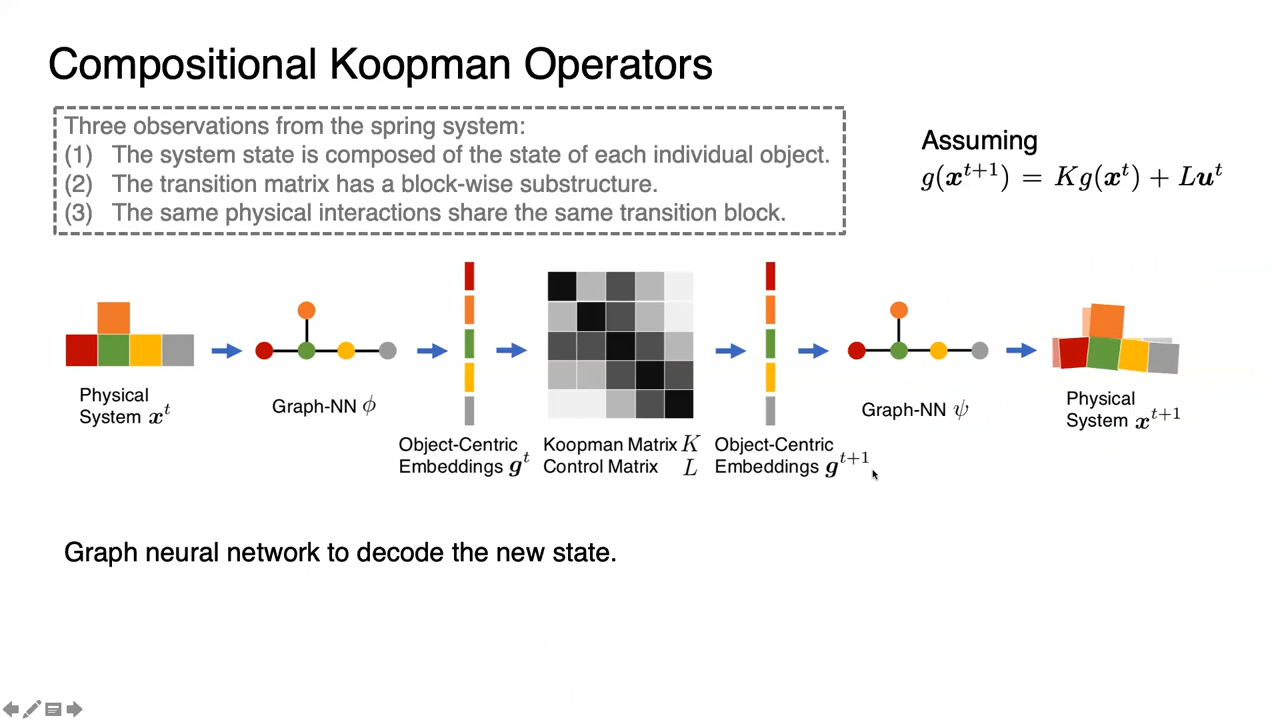 Compositional Koopman Operators
Three observations from the spring system:
(1) The system state is composed of the state of each individual object.
(2) The transition matrix has a block-wise substructure.
(3) The same physical interactions share the same transition block.
Assuming
g(x^{t+1}) = Kg(x^t) + Lu^t
Physical
System x^t
Graph-NN ϕ
Object-Centric
Embeddings g^t
Koopman Matrix K
Control Matrix L
Object-Centric
Embeddings g^{t+1}
Graph-NN ψ
Physical
System x^{t+1}
Graph neural network to decode the new state.